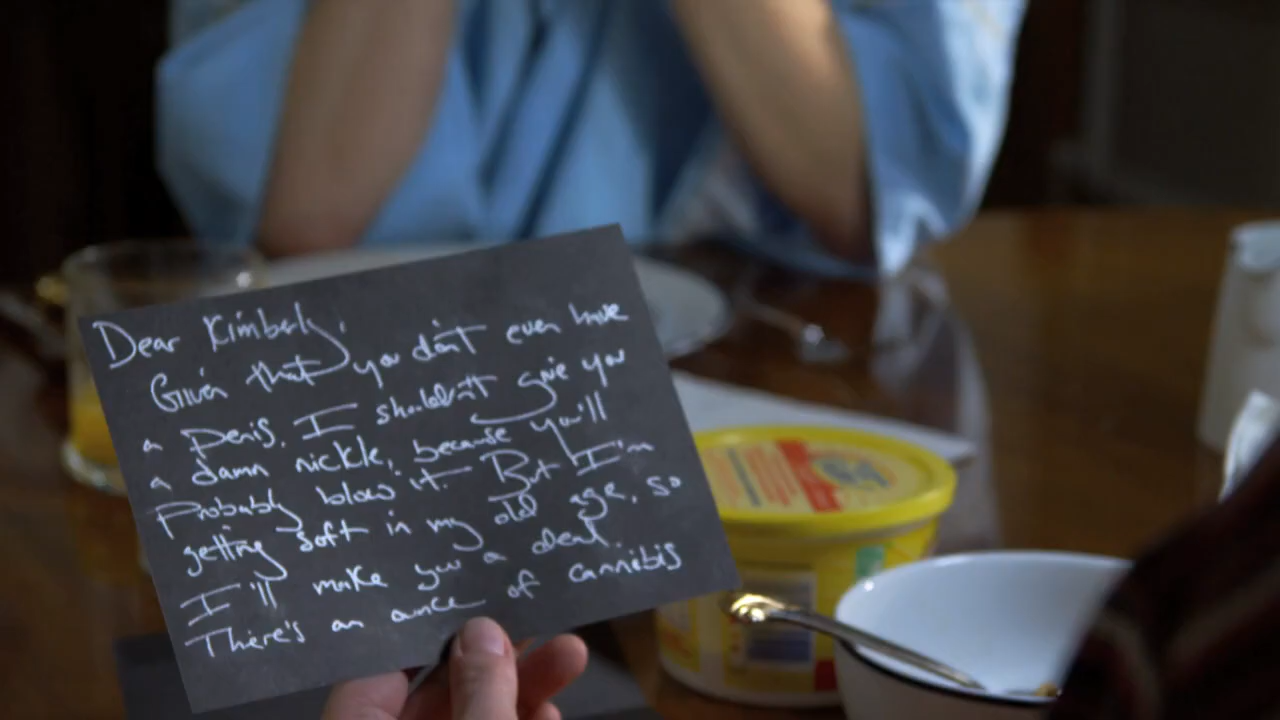 Dear Kimberly,
Given that you don't even have
a penis, I shouldn't give you
a damn nickle, because you'll
Probably blow it. But I'm
getting soft in my old age, so
I'll make you a deal.
There's an ounce of cannibis